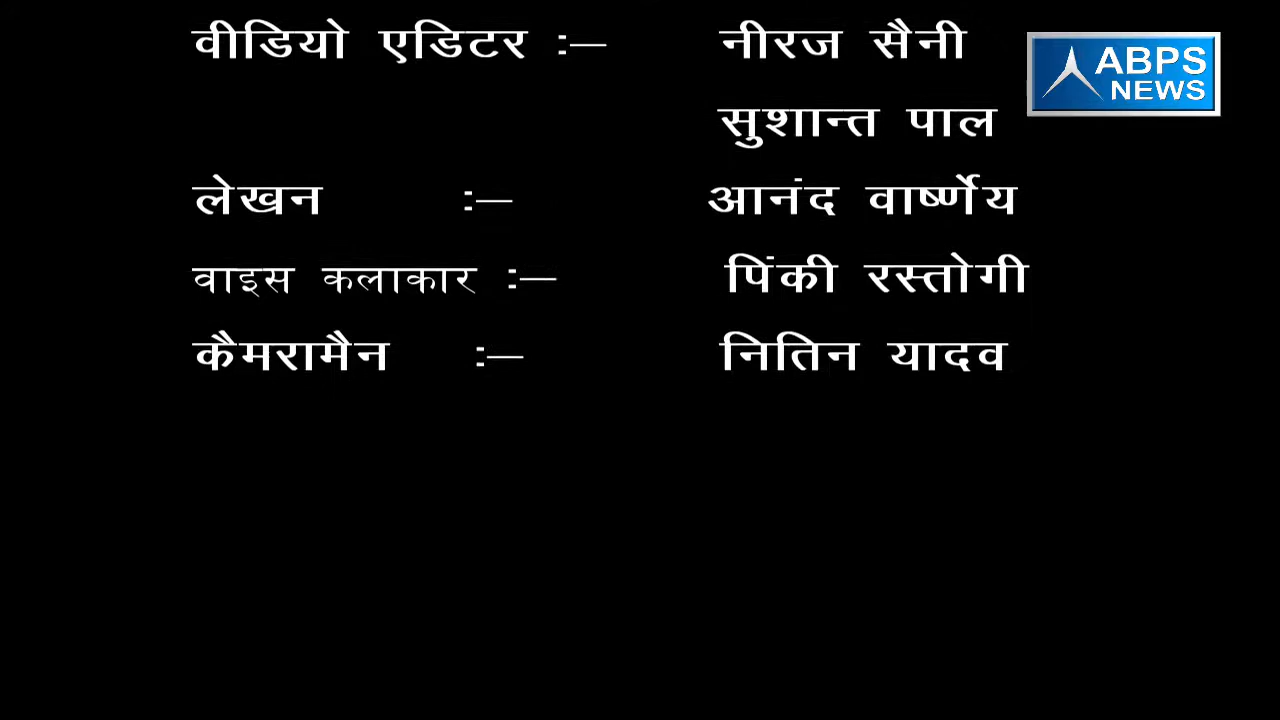 वीडियो एडिटर :— नीरज सैनी
ABPS
NEWS
सुशान्त पाल
लेखन :— आनंद वार्ष्णेय
वाइस कलाकार :— पिंकी रस्तोगी
कैमरामैन :— नितिन यादव